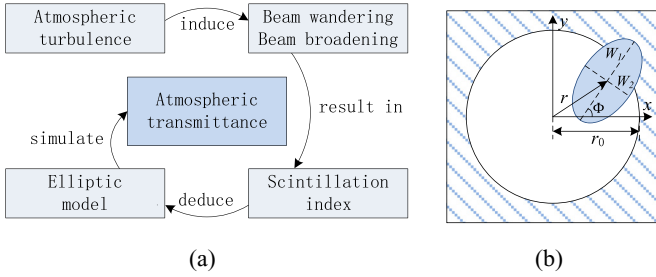 Atmospheric
turbulence
induce
Beam wandering
Beam broadening
result in
Atmospheric
transmittance
simulate
Elliptic
model
deduce
Scintillation
index
(a)
y
W1
W2
r
Φ
x
r0
(b)